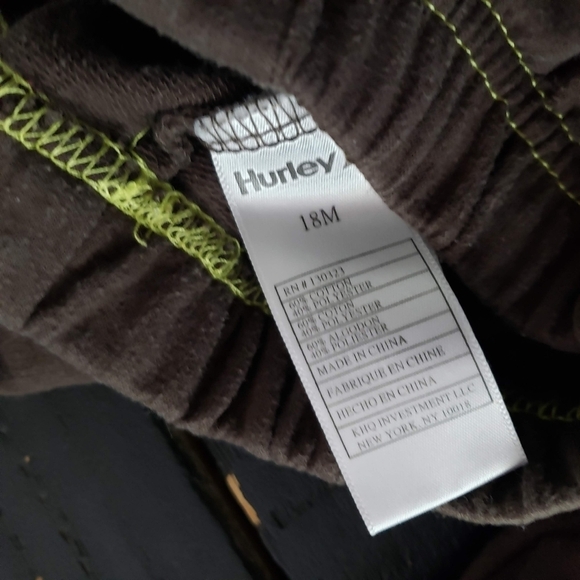 Hurley
18M
RN # 130323
60% COTTON
40% POLYESTER
60% COTON
40% POLYESTER
60% ALGODON
40% POLIESTER
MADE IN CHINA
FABRIQUE EN CHINE
HECHO EN CHINA
KHQ INVESTMENT LLC
NEW YORK, NY 10018